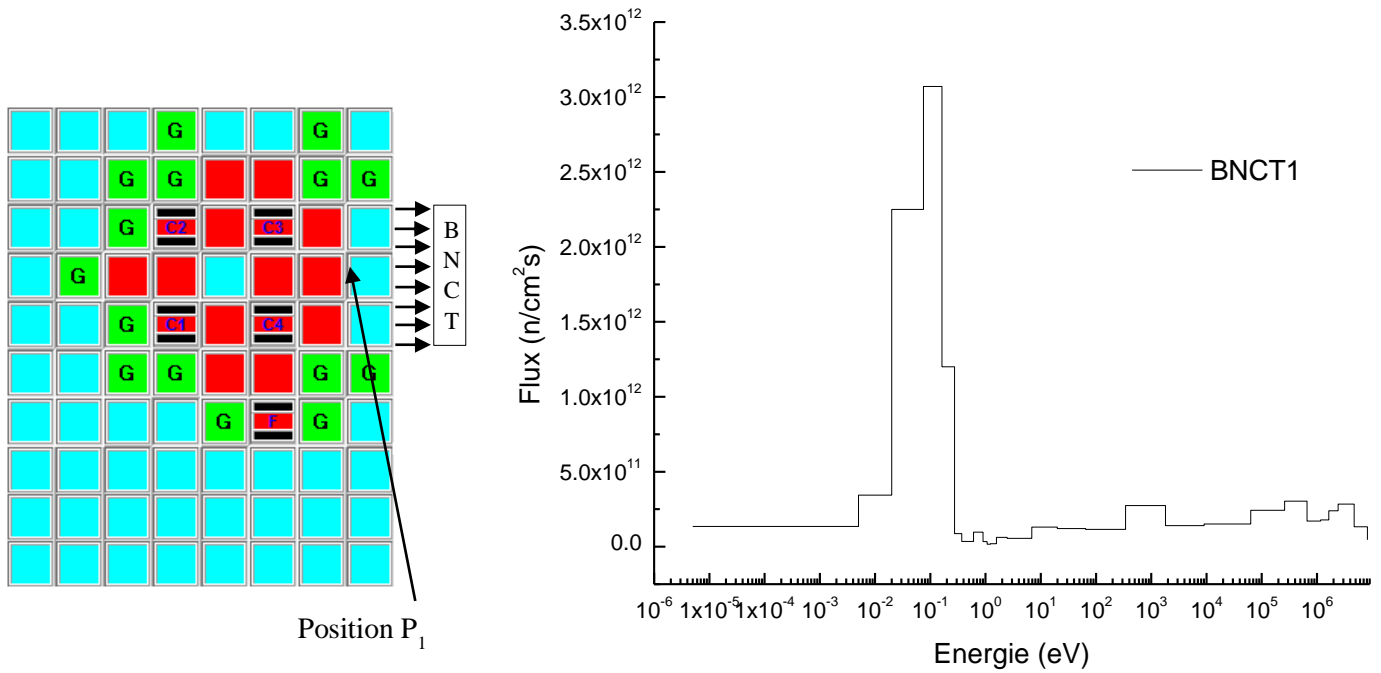 G G
G G G G
G C2 C3
G
G C1 C4
G G G G
G F G
B
N
C
T
Position P1
3.5x10^12
3.0x10^12
2.5x10^12
2.0x10^12
1.5x10^12
1.0x10^12
5.0x10^11
0.0
Flux (n/cm^2s)
BNCT1
10^-6 1x10^-5 1x10^-4 10^-3 10^-2 10^-1 10^0 10^1 10^2 10^3 10^4 10^5 10^6
Energie (eV)